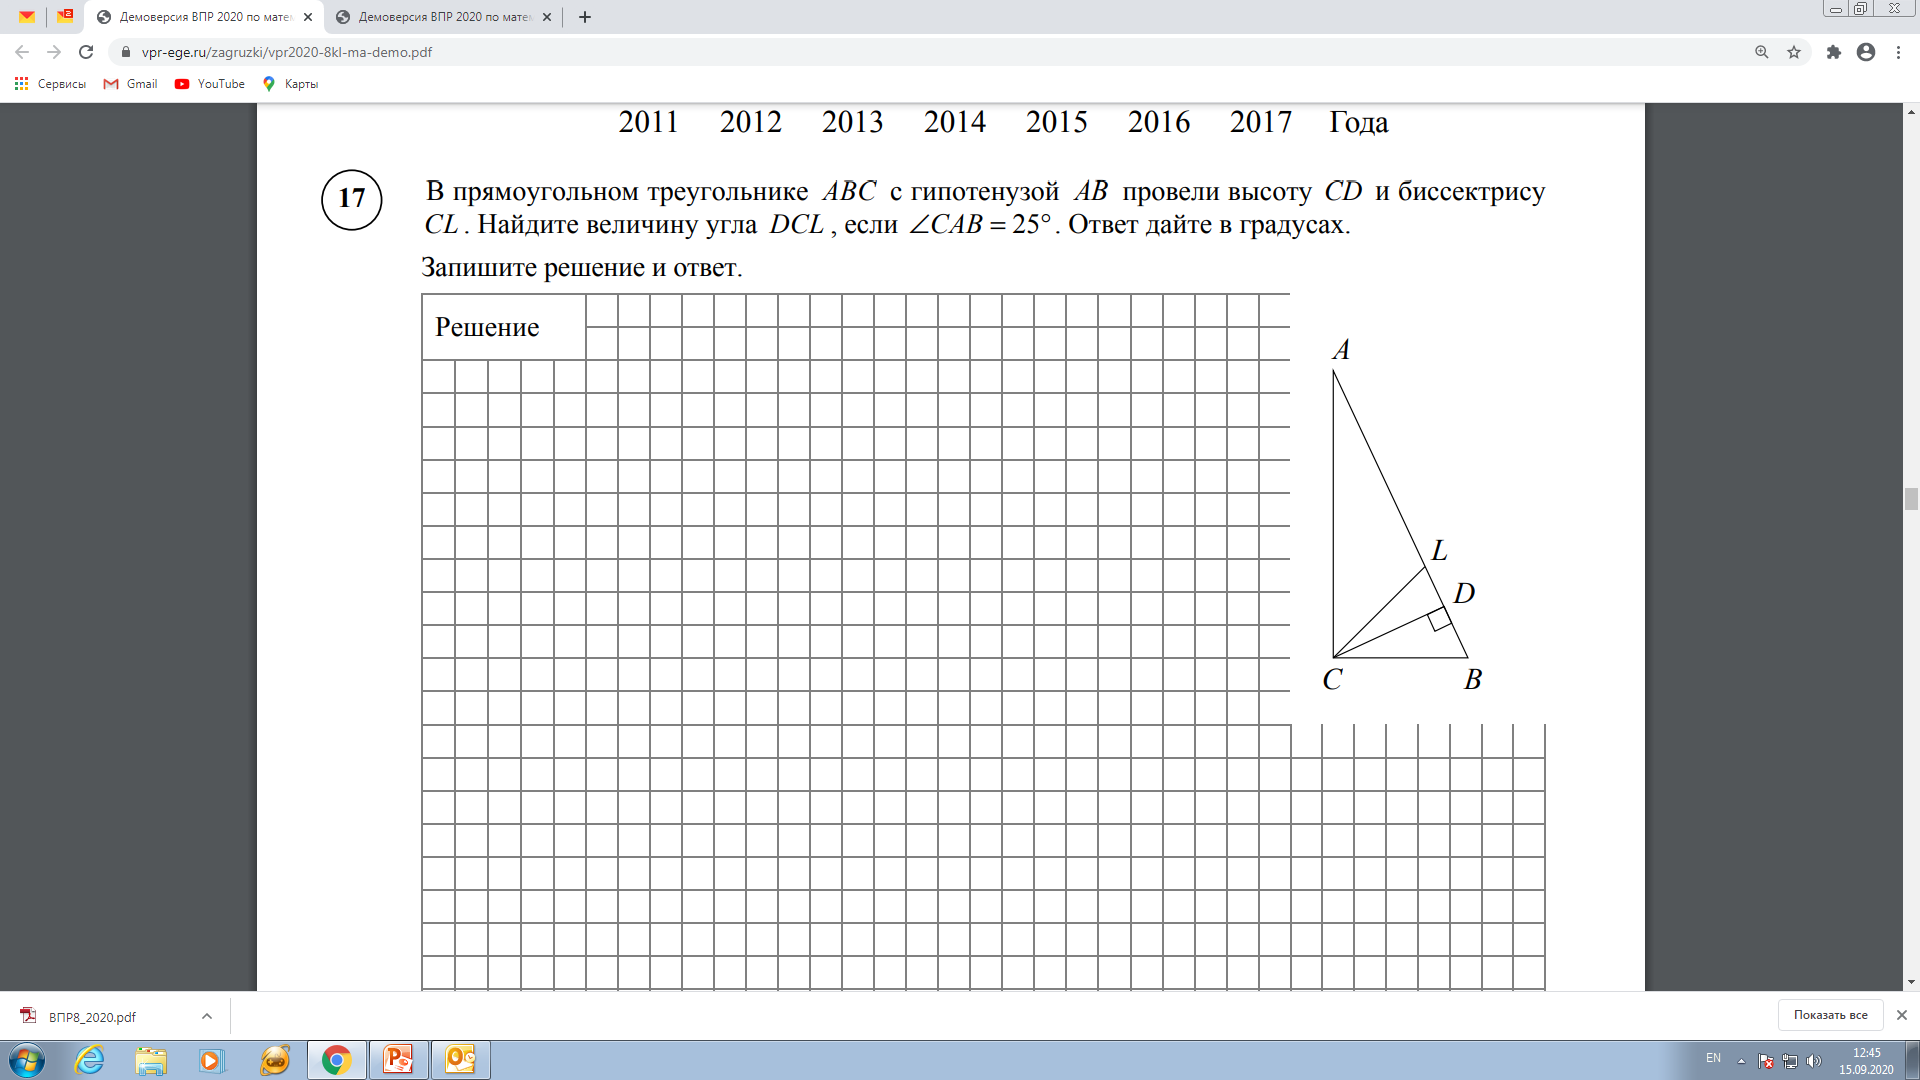 Демоверсия ВПР 2020 по мате
Демоверсия ВПР 2020 по мате
vpr-ege.ru/zagruzki/vpr2020-8kl-ma-demo.pdf
Сервисы Gmail YouTube Карты
2011 2012 2013 2014 2015 2016 2017 Года
17
В прямоугольном треугольнике ABC с гипотенузой AB провели высоту CD и биссектрису
CL. Найдите величину угла DCL, если ∠CAB = 25°. Ответ дайте в градусах.
Запишите решение и ответ.
Решение
A
L
D
C
B
ВПР8_2020.pdf
Показать все
EN
12:45
15.09.2020